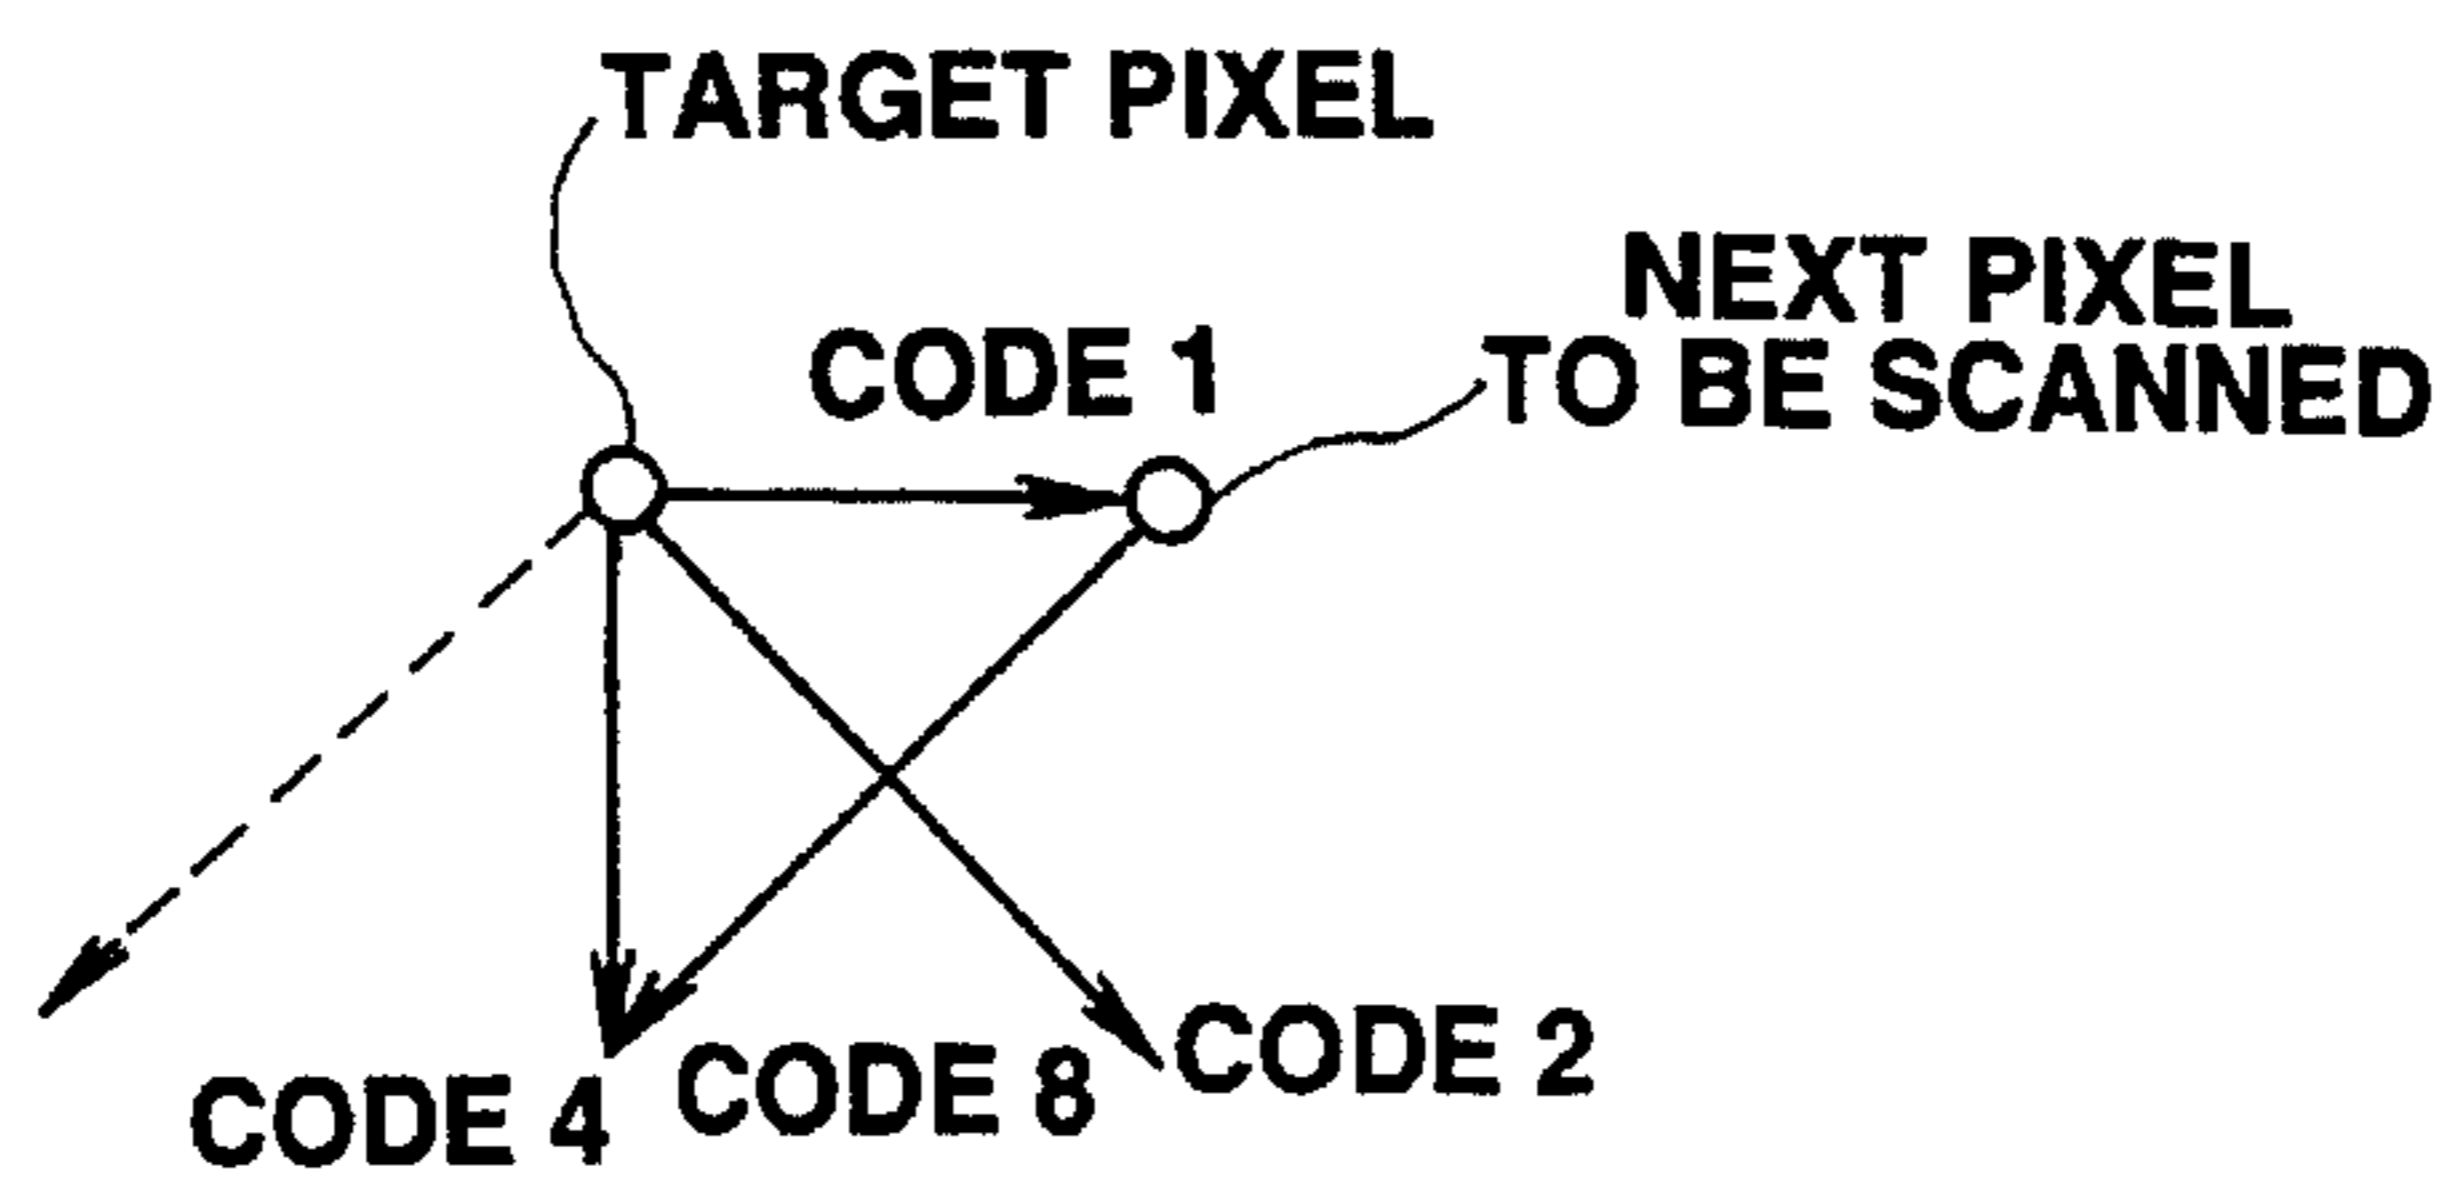 TARGET PIXEL
NEXT PIXEL
TO BE SCANNED
CODE 1
CODE 2
CODE 8
CODE 4